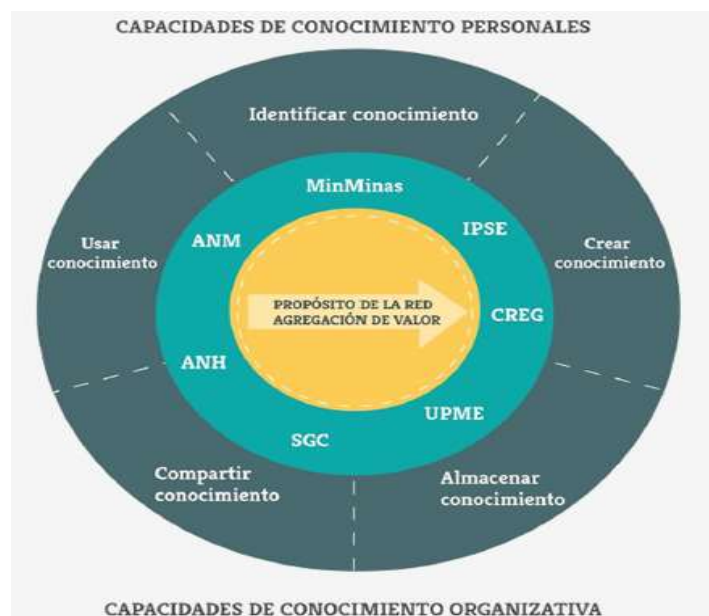 CAPACIDADES DE CONOCIMIENTO PERSONALES
Identificar conocimiento
MinMinas
IPSE
ANM
Usar
conocimiento
Crear
conocimiento
PROPÓSITO DE LA RED
AGREGACIÓN DE VALOR
CREG
ANH
UPME
SGC
Compartir
conocimiento
Almacenar
conocimiento
CAPACIDADES DE CONOCIMIENTO ORGANIZATIVA